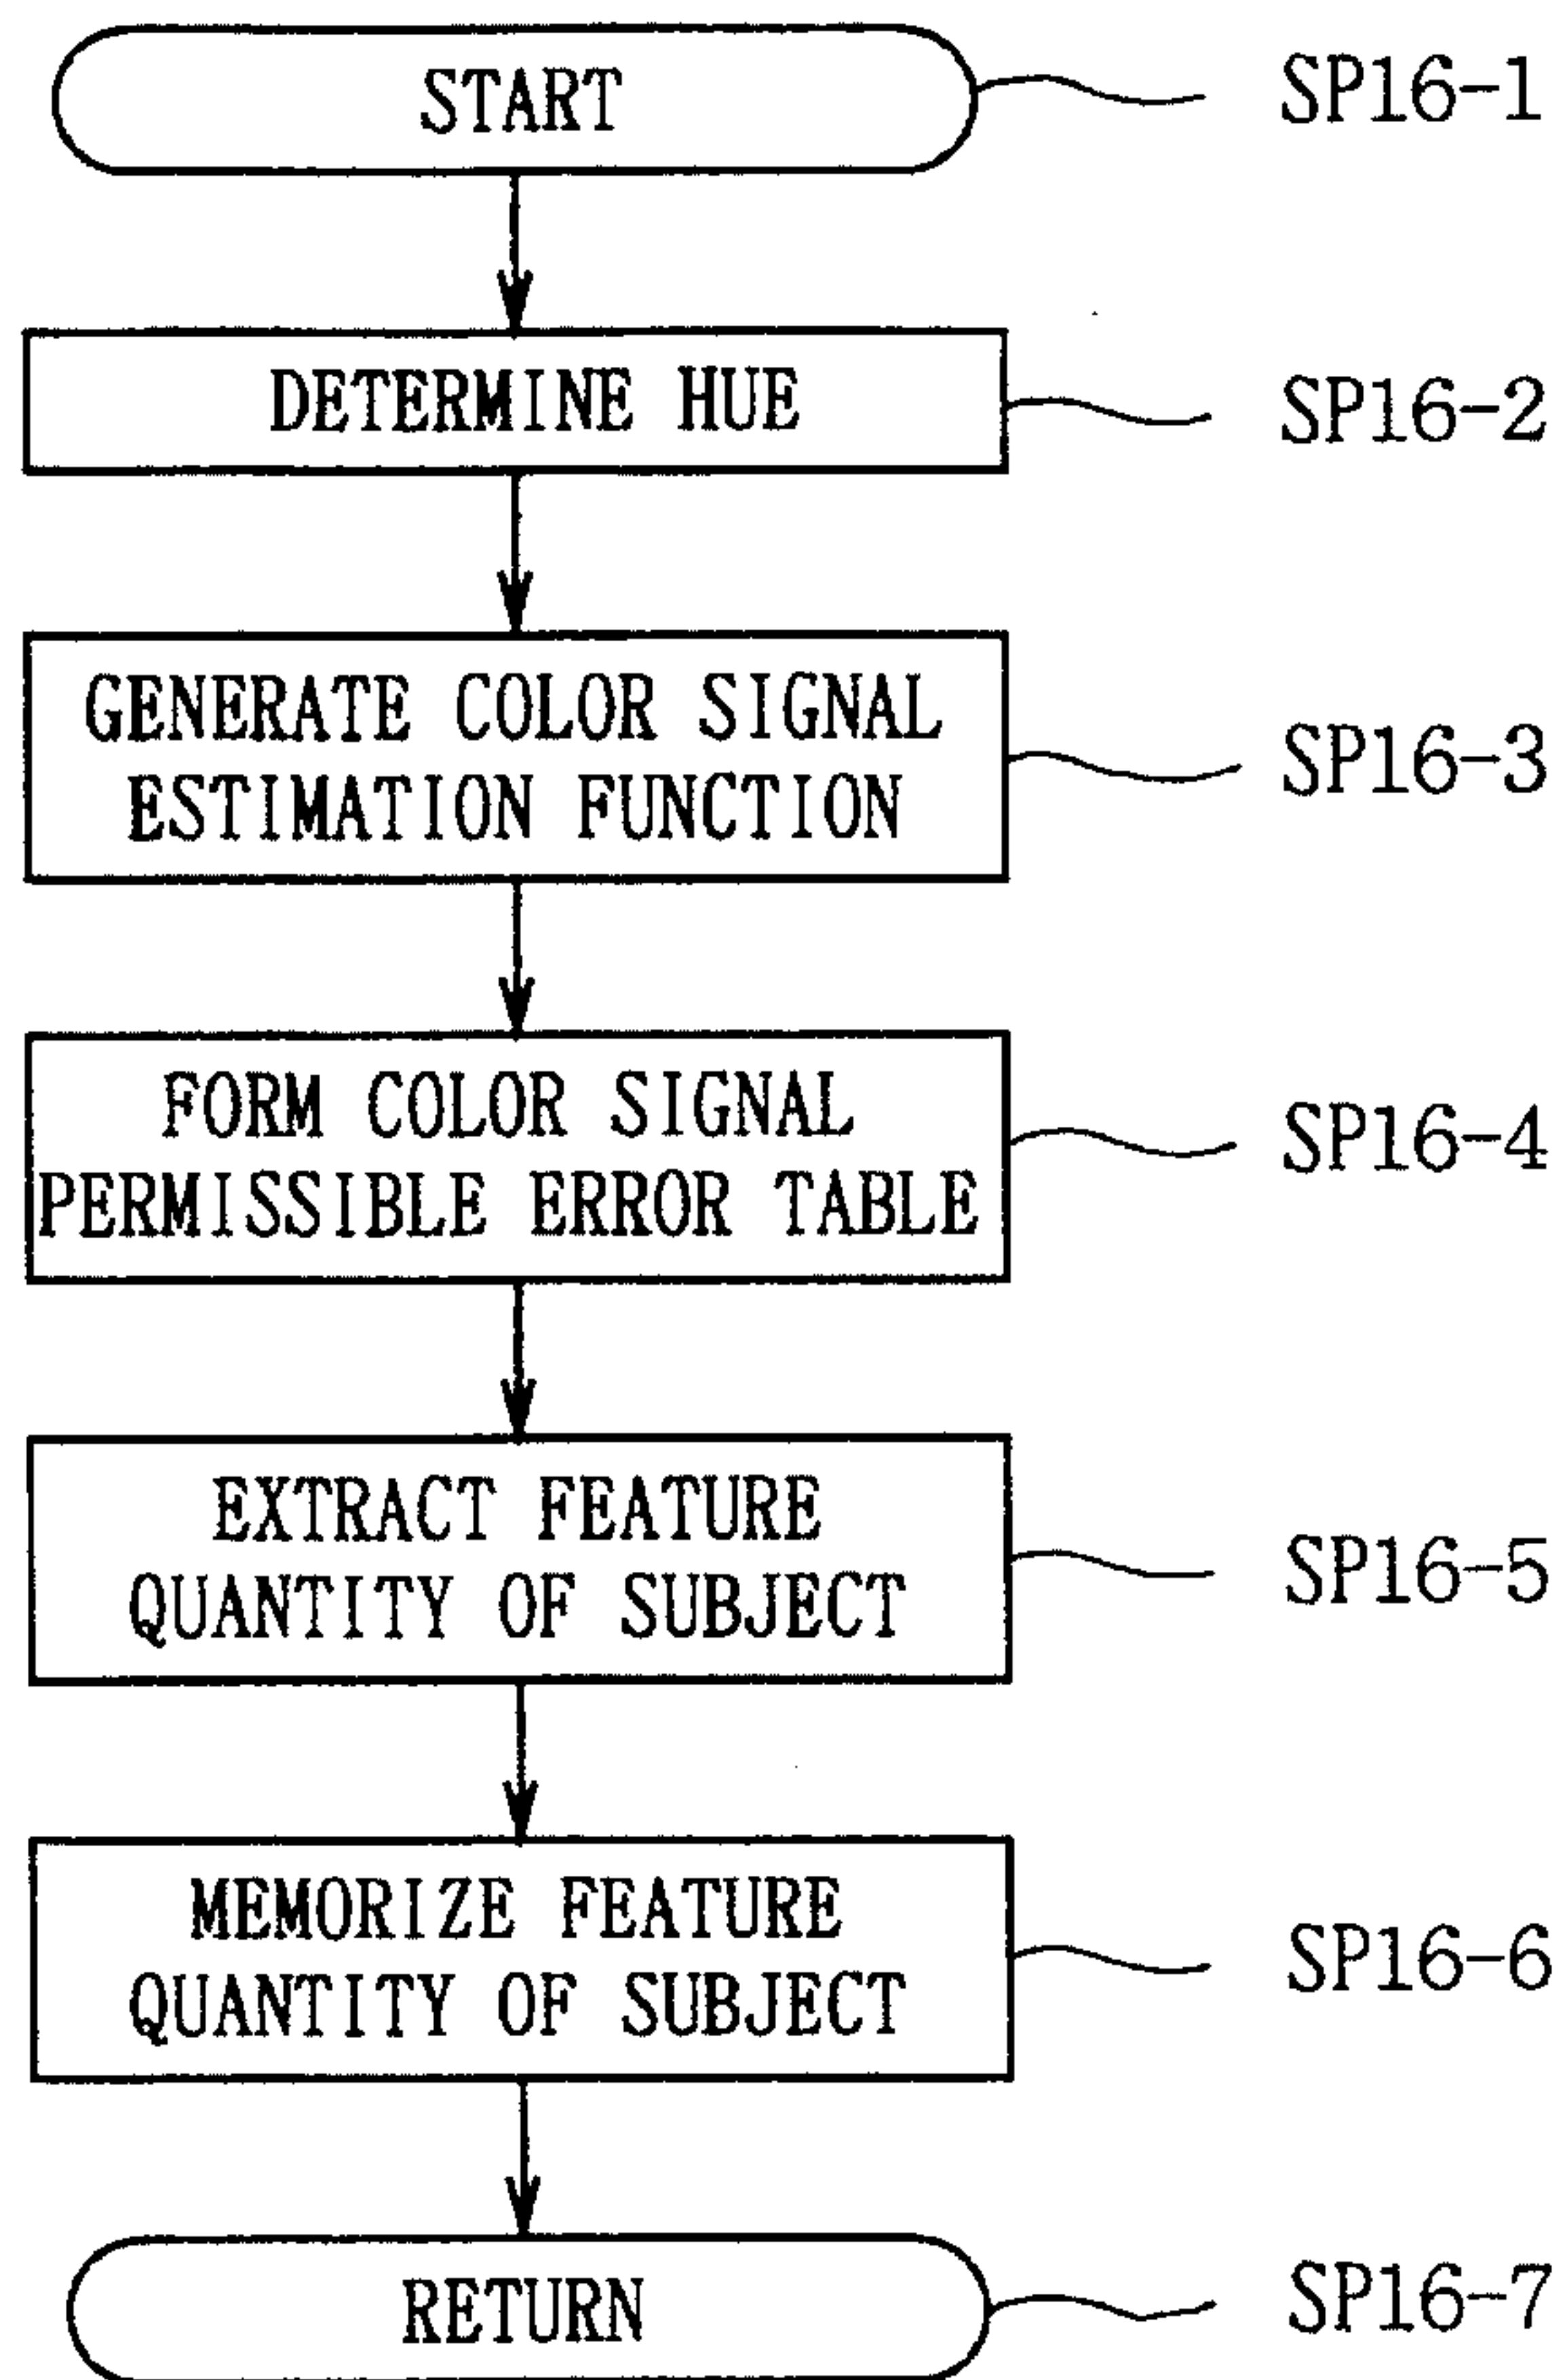 START
SP16-1
DETERMINE HUE
SP16-2
GENERATE COLOR SIGNAL
ESTIMATION FUNCTION
SP16-3
FORM COLOR SIGNAL
PERMISSIBLE ERROR TABLE
SP16-4
EXTRACT FEATURE
QUANTITY OF SUBJECT
SP16-5
MEMORIZE FEATURE
QUANTITY OF SUBJECT
SP16-6
RETURN
SP16-7